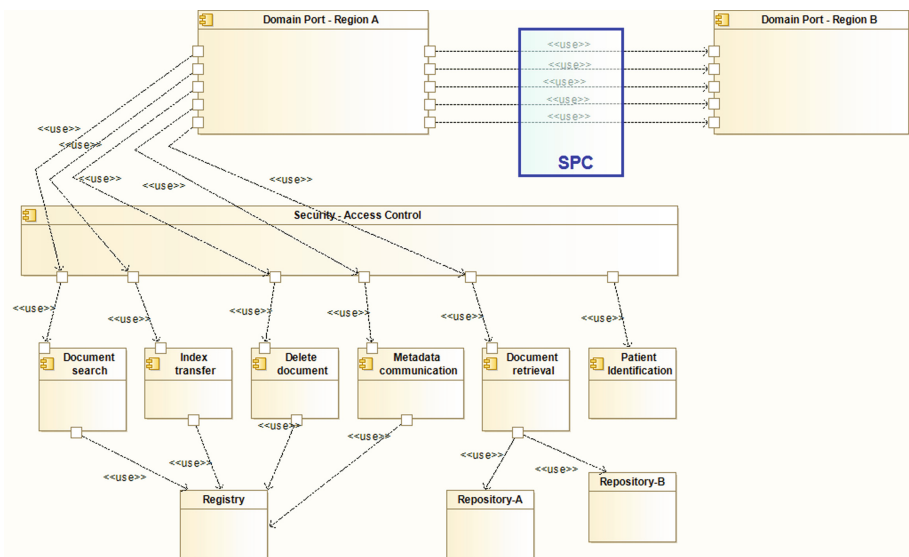 Domain Port - Region A
Domain Port - Region B
<<use>>
<<use>>
<<use>>
<<use>>
<<use>>
SPC
<<use>>
<<use>>
<<use>>
<<use>>
<<use>>
Security - Access Control
<<use>>
<<use>>
<<use>>
<<use>>
<<use>>
<<use>>
Document
search
Index
transfer
Delete
document
Metadata
communication
Document
retrieval
Patient
Identification
<<use>>
<<use>>
<<use>>
<<use>>
<<use>>
<<use>>
Registry
Repository-A
Repository-B